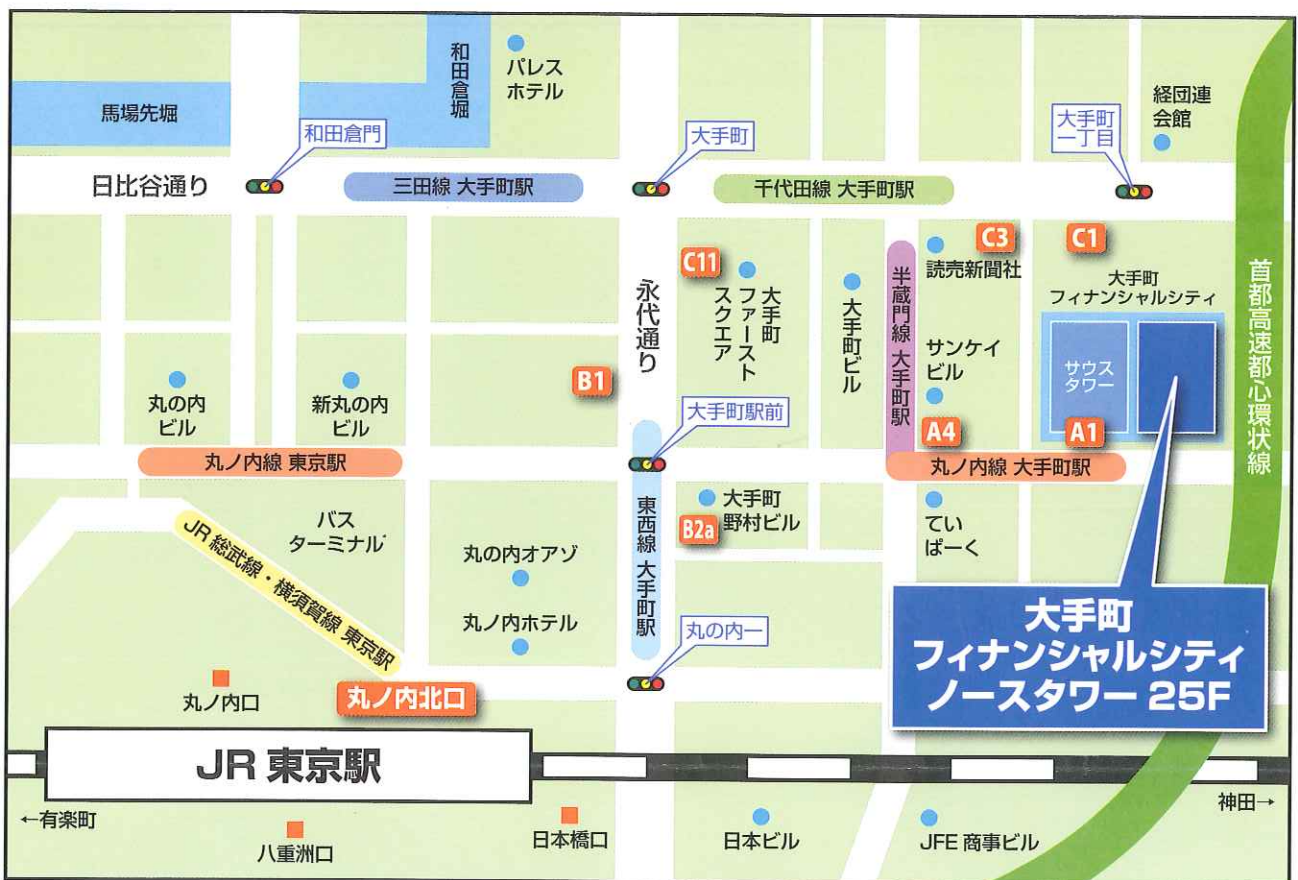 馬場先堀
和田倉堀
パレス
ホテル
和田倉門
大手町
大手町
一丁目
経団連
会館
日比谷通り
三田線 大手町駅
千代田線 大手町駅
C11
C3
C1
読売新聞社
大手町
フィナンシャルシティ
首都高速都心環状線
永代通り
大手町
ファースト
スクエア
大手町ビル
半蔵門線 大手町駅
サンケイ
ビル
サウス
タワー
B1
丸の内
ビル
新丸の内
ビル
大手町駅前
A4
A1
丸ノ内線 東京駅
丸ノ内線 大手町駅
バス
ターミナル
JR 総武線・横須賀線 東京駅
丸の内オアゾ
丸ノ内ホテル
東西線 大手町駅
大手町
野村ビル
B2a
てい
ぱーく
丸の内一
大手町
フィナンシャルシティ
ノースタワー 25F
丸ノ内口
丸ノ内北口
JR 東京駅
←有楽町
神田→
八重洲口
日本橋口
日本ビル
JFE 商事ビル